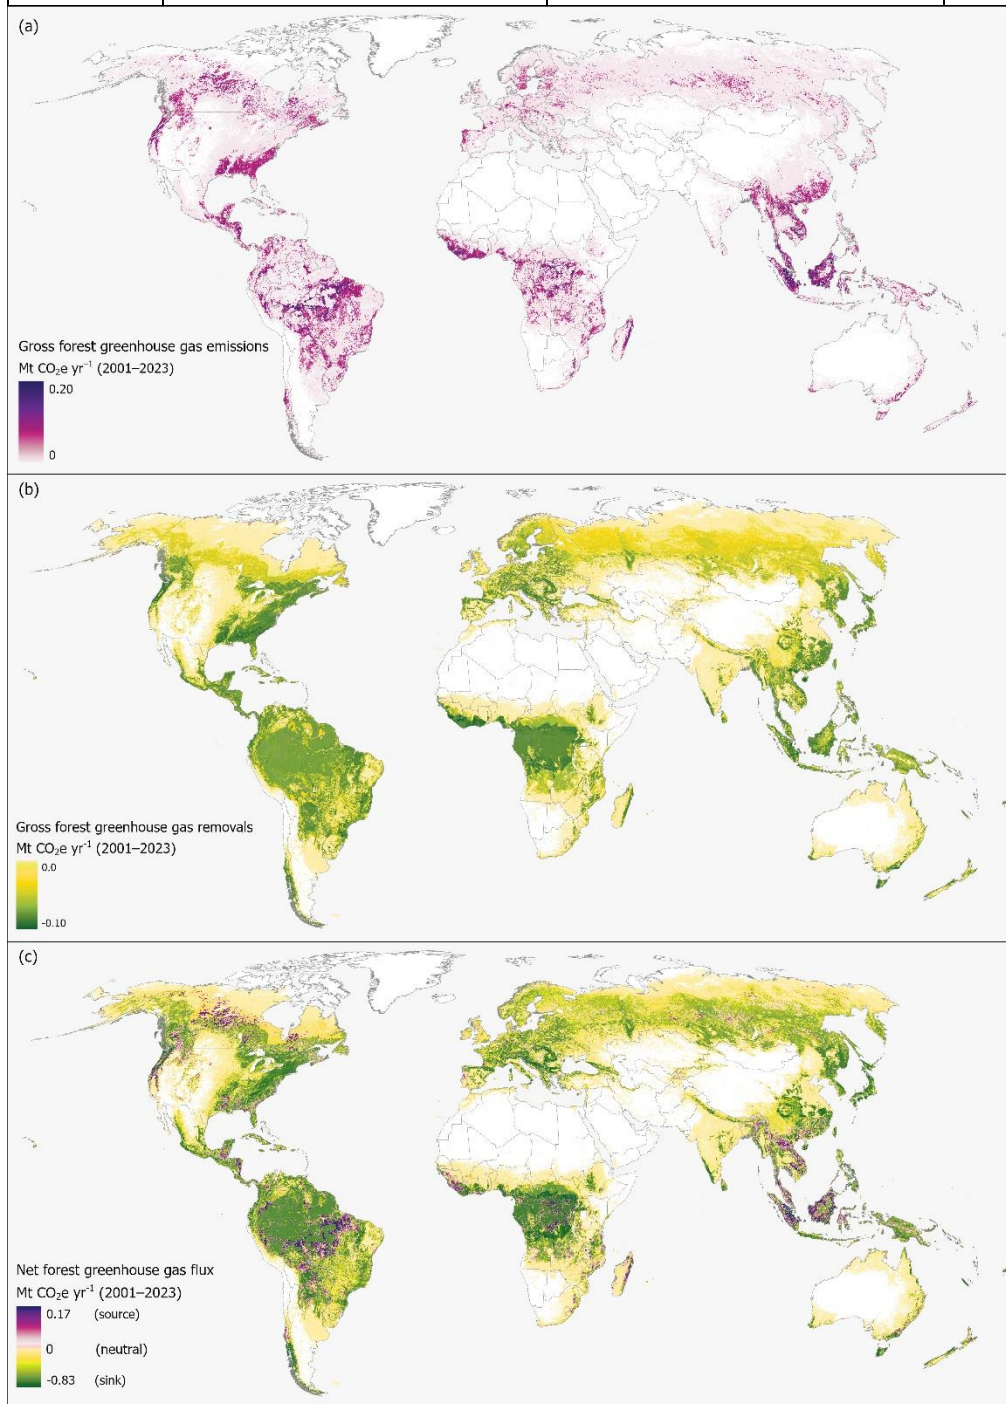 (a)
Gross forest greenhouse gas emissions
Mt CO₂e yr⁻¹ (2001–2023)
0.20
0
(b)
Gross forest greenhouse gas removals
Mt CO₂e yr⁻¹ (2001–2023)
0.0
-0.10
(c)
Net forest greenhouse gas flux
Mt CO₂e yr⁻¹ (2001–2023)
0.17 (source)
0 (neutral)
-0.83 (sink)